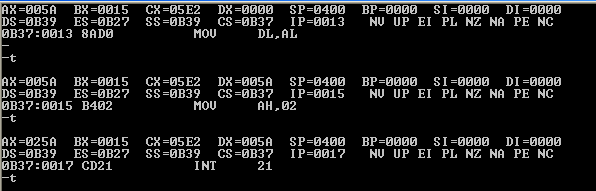 AX=005A  BX=0015  CX=05E2  DX=0000  SP=0400  BP=0000  SI=0000  DI=0000
DS=0B39  ES=0B27  SS=0B39  CS=0B37  IP=0013   NV UP EI PL NZ NA PE NC
0B37:0013 8AD0          MOV     DL,AL
-
-t
AX=005A  BX=0015  CX=05E2  DX=005A  SP=0400  BP=0000  SI=0000  DI=0000
DS=0B39  ES=0B27  SS=0B39  CS=0B37  IP=0015   NV UP EI PL NZ NA PE NC
0B37:0015 B402          MOV     AH,02
-t
AX=025A  BX=0015  CX=05E2  DX=005A  SP=0400  BP=0000  SI=0000  DI=0000
DS=0B39  ES=0B27  SS=0B39  CS=0B37  IP=0017   NV UP EI PL NZ NA PE NC
0B37:0017 CD21          INT     21
-t